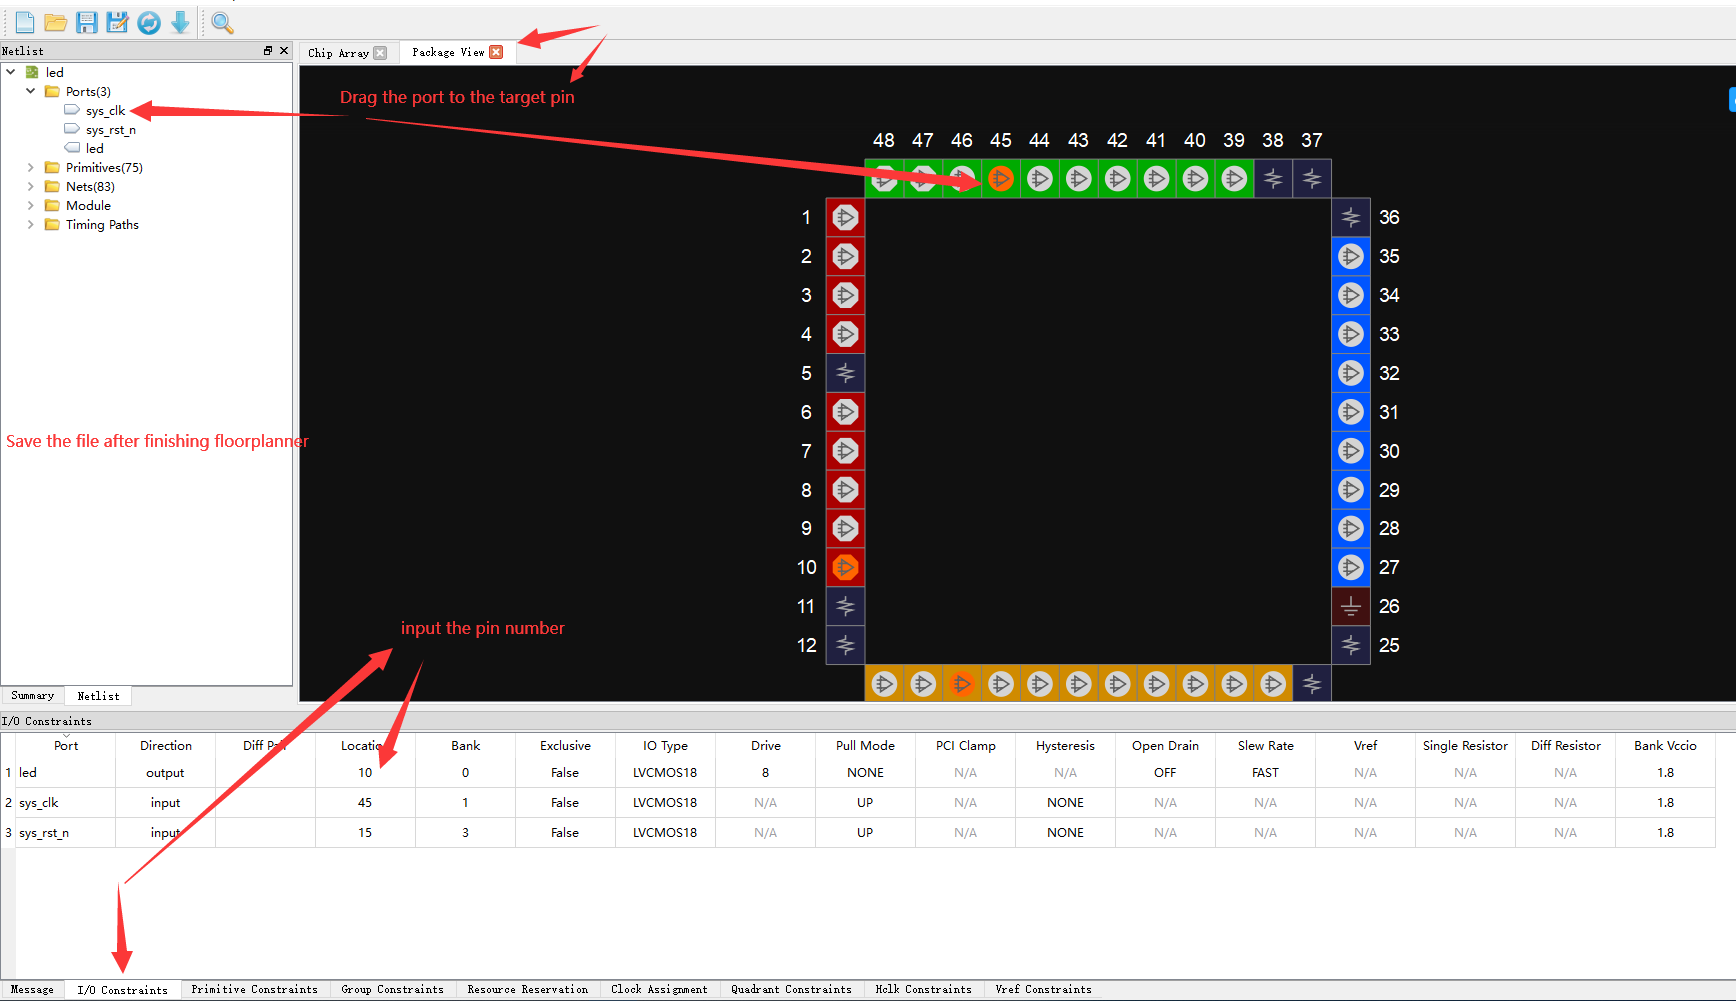 Netlist
Chip Array
Package View
led
Ports(3)
sys_clk
sys_rst_n
led
Primitives(75)
Nets(83)
Module
Timing Paths
Drag the port to the target pin
48 47 46 45 44 43 42 41 40 39 38 37
1 36
2 35
3 34
4 33
5 32
6 31
7 30
8 29
9 28
10 27
11 26
12 25
Save the file after finishing floorplanner
input the pin number
Summary Netlist
I/O Constraints
Port Direction Diff Bank Exclusive IO Type Drive Pull Mode PCI Clamp Hysteresis Open Drain Slew Rate Vref Single Resistor Diff Resistor Bank Vccio
1 led output 10 0 False LVCMOS18 8 NONE N/A N/A OFF FAST N/A N/A N/A 1.8
2 sys_clk input 45 1 False LVCMOS18 N/A UP N/A NONE N/A N/A N/A N/A N/A 1.8
3 sys_rst_n input 15 3 False LVCMOS18 N/A UP N/A NONE N/A N/A N/A N/A N/A 1.8
Message I/O Constraints Primitive Constraints Group Constraints Resource Reservation Clock Assignment Quadrant Constraints Hclk Constraints Vref Constraints